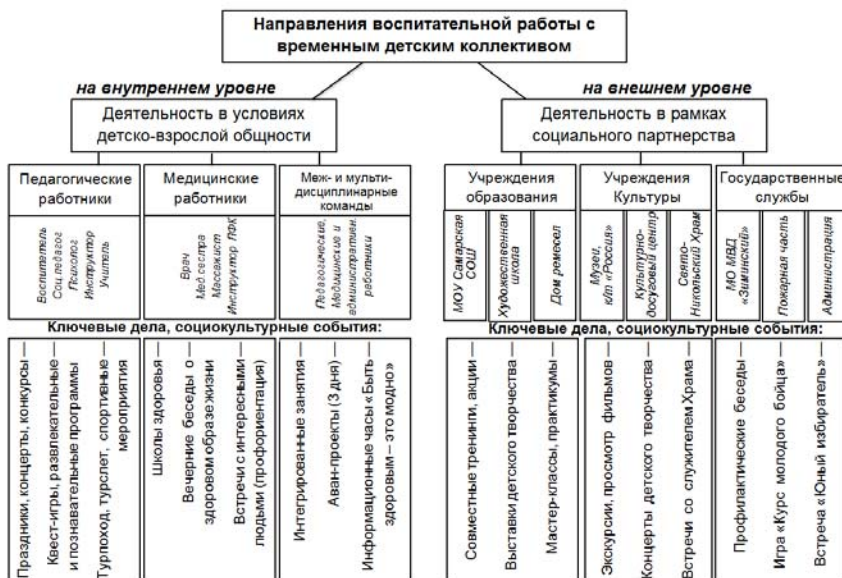 Направления воспитательной работы с
временным детским коллективом
на внутреннем уровне
на внешнем уровне
Деятельность в условиях
детско-взрослой общности
Деятельность в рамках
социального партнерства
Педагогические
работники
Медицинские
работники
Меж- и мульти-
дисциплинарные
команды
Учреждения
образования
Учреждения
Культуры
Государственные
службы
Воспитатель
Соц.педагог
Психолог
Инструктор
Учитель
Врач
Мед.сестра
Массажист
Инструктор ЛФК
Педагогические,
Медицинские и
административн.
работники
МОУ Самарская
СОШ
Художественная
школа
Дом ремесел
Музеи,
к/т «Россия»
Культурно-
досуговый центр
Свято-
Никольский Храм
МО МВД
«Зиминский»
Пожарная часть
Администрация
Ключевые дела, социокультурные события:
Ключевые дела, социокультурные события:
Праздники, концерты, конкурсы —
Квест-игры, развлекательные —
и познавательные программы
Турпоход, турслет, спортивные —
мероприятия
Школы здоровья —
Вечерние беседы о —
здоровом образе жизни
Встречи с интересными —
людьми (профориентация)
Интегрированные занятия —
Аван-проекты (3 дня) —
Информационные часы «Быть —
здоровым – это модно»
Совместные тренинги, акции —
Выставки детского творчества —
Мастер-классы, практикумы —
Экскурсии, просмотр фильмов —
Концерты детского творчества —
Встречи со служителем Храма —
Профилактические беседы —
Игра «Курс молодого бойца» —
Встреча «Юный избиратель» —